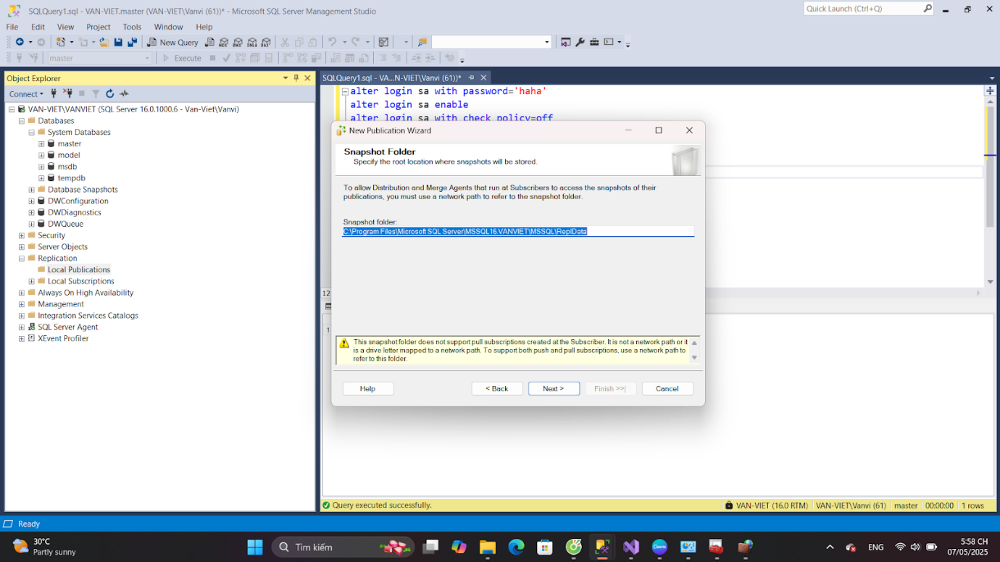 SQLQuery1.sql - VAN-VIET.master (VAN-VIET\Vanvi (61))* - Microsoft SQL Server Management Studio
Quick Launch (Ctrl+Q)
File Edit View Project Tools Window Help
New Query
MDX DMX XMLA DAX
master
Execute
Object Explorer
SQLQuery1.sql - VA...N-VIET\Vanvi (61))*
Connect
VAN-VIET\VANVIET (SQL Server 16.0.1000.6 - Van-Viet\Vanvi)
Databases
System Databases
master
model
msdb
tempdb
Database Snapshots
DWConfiguration
DWDiagnostics
DWQueue
Security
Server Objects
Replication
Local Publications
Local Subscriptions
Always On High Availability
Management
Integration Services Catalogs
SQL Server Agent
XEvent Profiler
alter login sa with password='haha'
alter login sa enable
alter login sa with check_policy=off
12
1
New Publication Wizard
Snapshot Folder
Specify the root location where snapshots will be stored.
To allow Distribution and Merge Agents that run at Subscribers to access the snapshots of their
publications, you must use a network path to refer to the snapshot folder.
Snapshot folder:
C:\Program Files\Microsoft SQL Server\MSSQL16.VANVIET\MSSQL\ReplData
This snapshot folder does not support pull subscriptions created at the Subscriber. It is not a network path or it
is a drive letter mapped to a network path. To support both push and pull subscriptions, use a network path to
refer to this folder.
Help < Back Next > Finish >>| Cancel
Query executed successfully.
VAN-VIET (16.0 RTM) VAN-VIET\Vanvi (61) master 00:00:00 1 rows
Ready
30°C
Partly sunny
Tìm kiếm
ENG
5:58 CH
07/05/2025